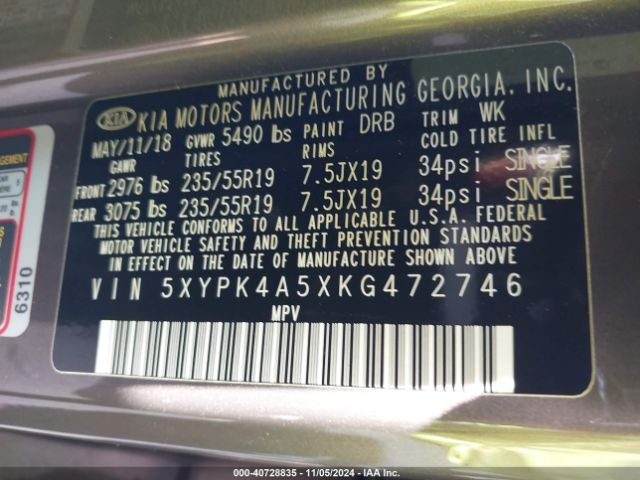 MANUFACTURED BY
KIA KIA MOTORS MANUFACTURING GEORGIA, INC.
MAY/11/18 GVWR 5490 lbs PAINT DRB TRIM WK
GAWR TIRES RIMS COLD TIRE INFL
FRONT 2976 lbs 235/55R19 7.5JX19 34psi SINGLE
REAR 3075 lbs 235/55R19 7.5JX19 34psi SINGLE
THIS VEHICLE CONFORMS TO ALL APPLICABLE U.S.A. FEDERAL
MOTOR VEHICLE SAFETY AND THEFT PREVENTION STANDARDS
IN EFFECT ON THE DATE OF MANUFACTURE SHOWN ABOVE
VIN 5XYPK4A5XKG472746
MPV
6310
000-40728835 - 11/05/2024 - IAA Inc.